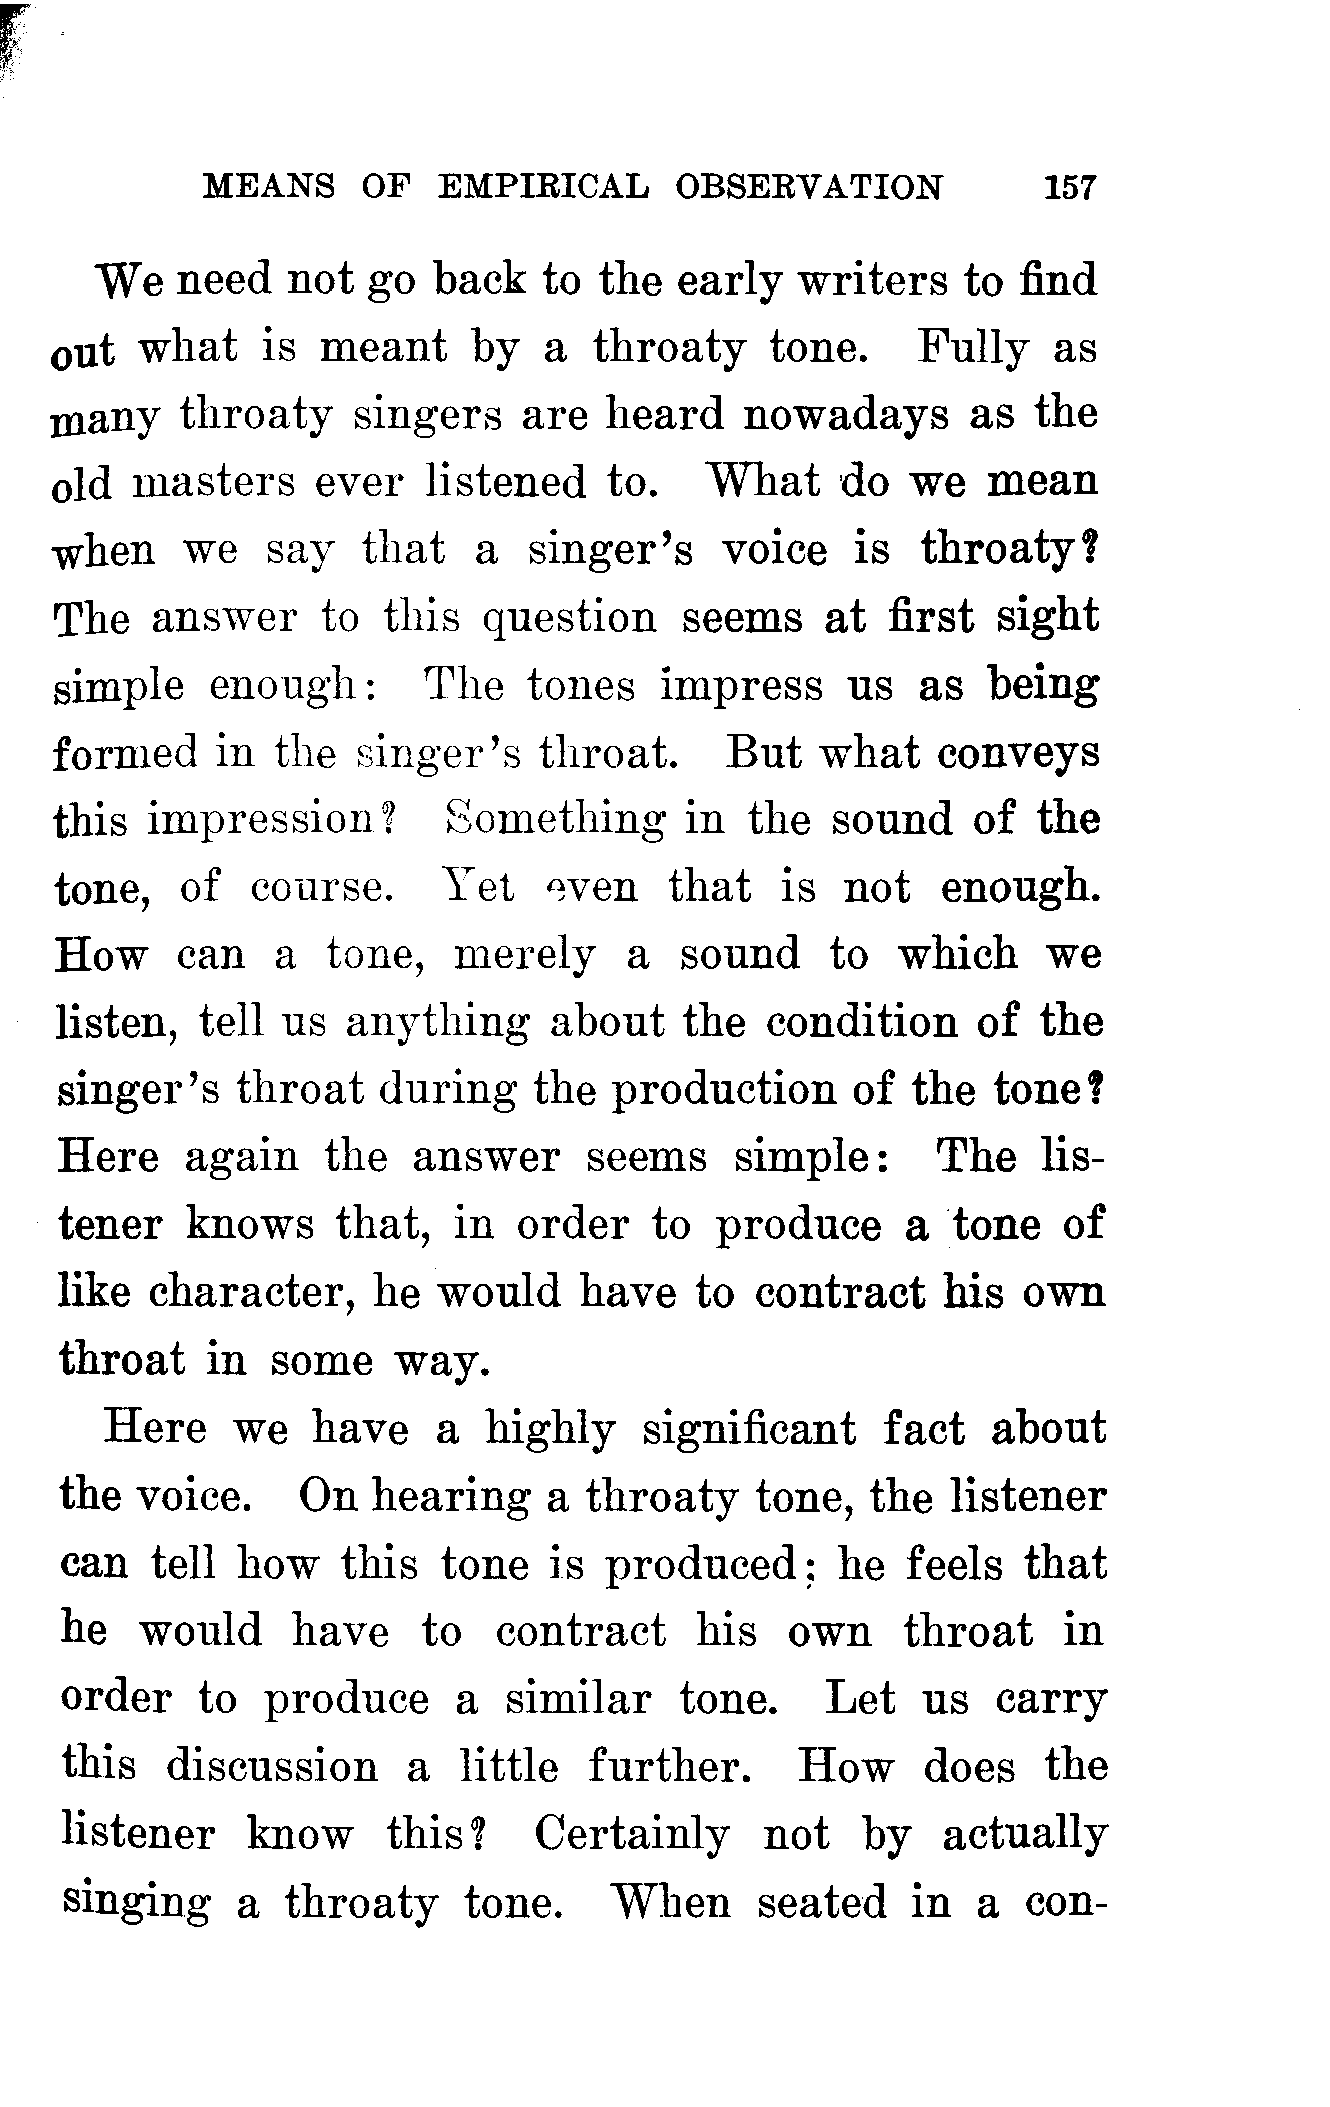 MEANS OF EMPIRICAL OBSERVATION 157
We need not go back to the early writers to find
out what is meant by a throaty tone. Fully as
many throaty singers are heard nowadays as the
old masters ever listened to. What do we mean
when we say that a singer's voice is throaty?
The answer to this question seems at first sight
simple enough: The tones impress us as being
formed in the singer's throat. But what conveys
this impression? Something in the sound of the
tone, of course. Yet even that is not enough.
How can a tone, merely a sound to which we
listen, tell us anything about the condition of the
singer's throat during the production of the tone?
Here again the answer seems simple: The lis-
tener knows that, in order to produce a tone of
like character, he would have to contract his own
throat in some way.
Here we have a highly significant fact about
the voice. On hearing a throaty tone, the listener
can tell how this tone is produced; he feels that
he would have to contract his own throat in
order to produce a similar tone. Let us carry
this discussion a little further. How does the
listener know this? Certainly not by actually
singing a throaty tone. When seated in a con-